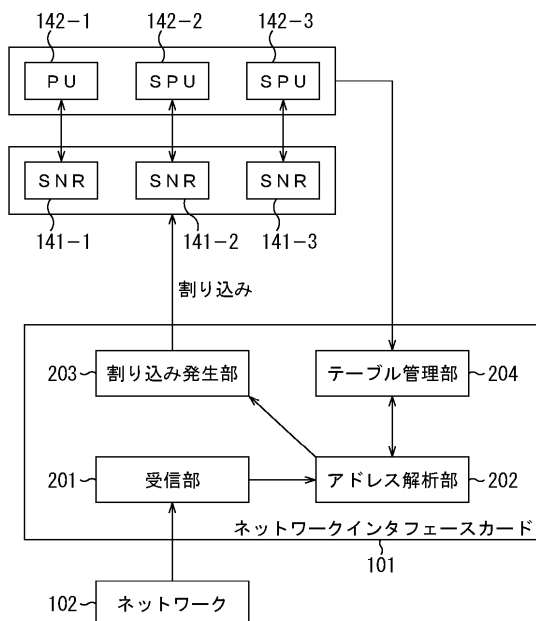 142-1 142-2 142-3
PU SPU SPU
SNR SNR SNR
141-1 141-2 141-3
割り込み
203 割り込み発生部 テーブル管理部 204
201 受信部 アドレス解析部 202
ネットワークインタフェースカード
101
102 ネットワーク